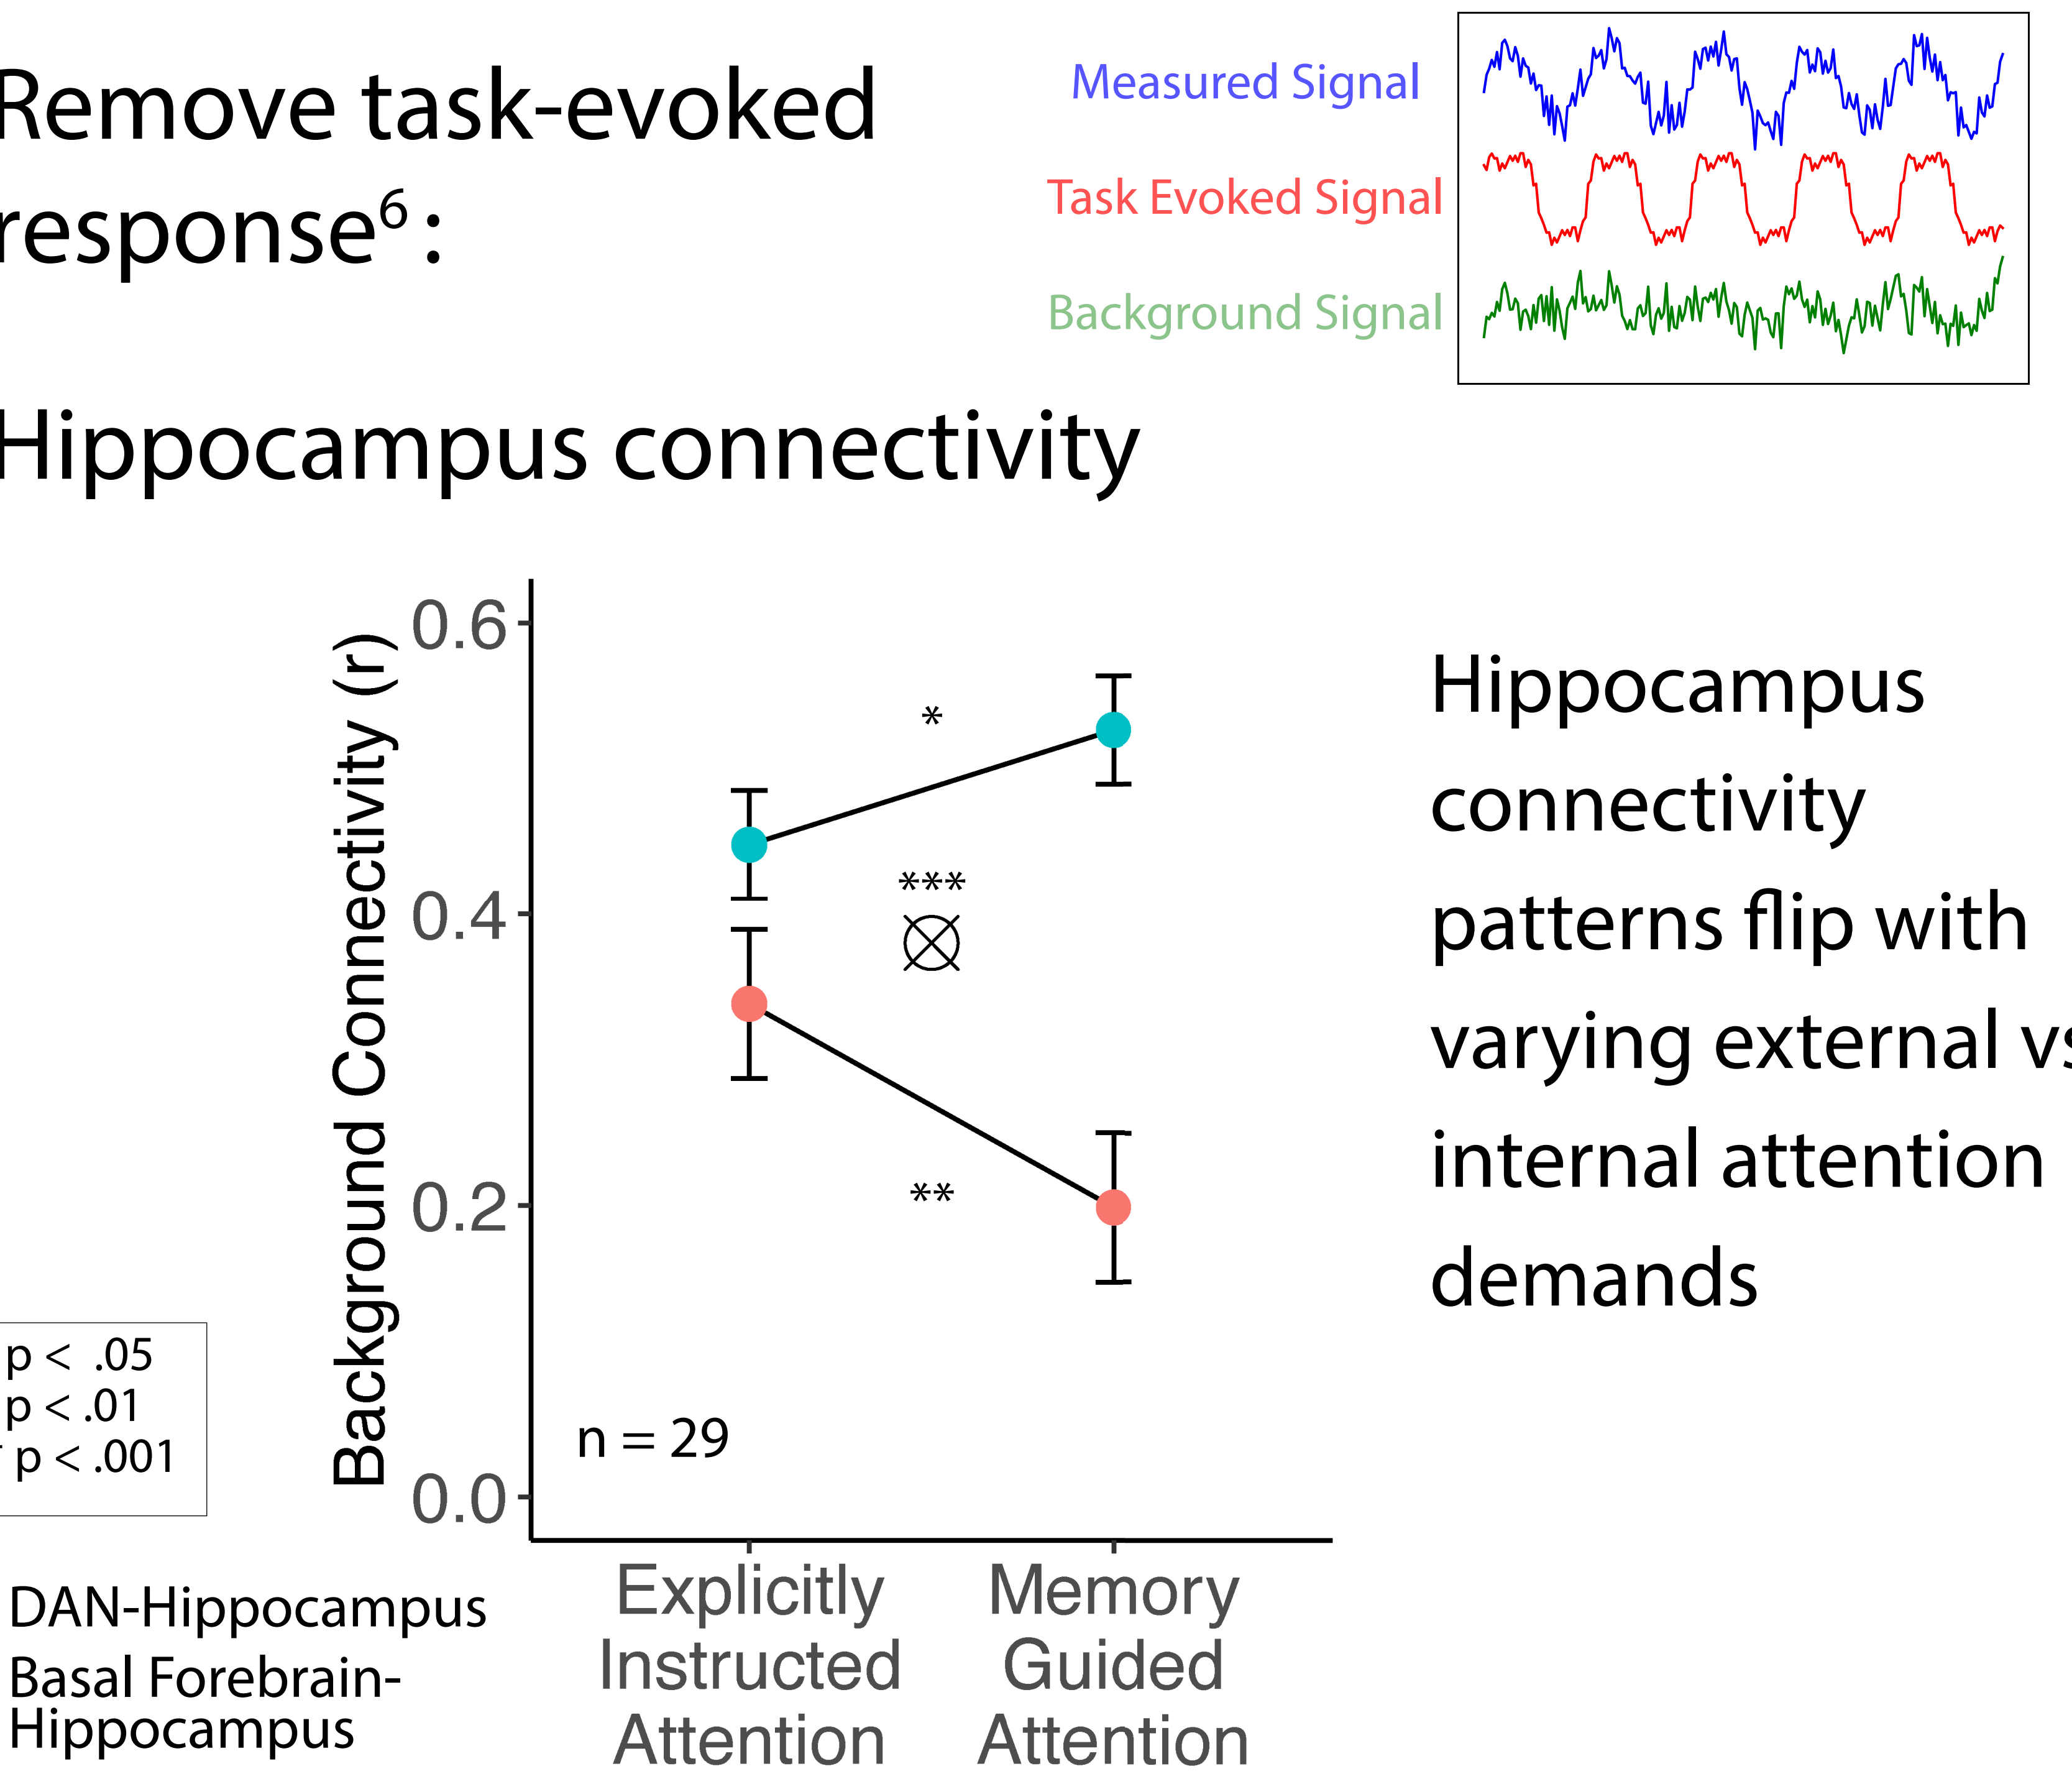 Remove task-evoked
response⁶ :
Measured Signal
Task Evoked Signal
Background Signal
Hippocampus connectivity
Background Connectivity (r)
0.6
0.4
0.2
0.0
*
***
**
n = 29
Explicitly
Instructed
Attention
Memory
Guided
Attention
Hippocampus
connectivity
patterns flip with
varying external vs
internal attention
demands
p < .05
p < .01
p < .001
DAN-Hippocampus
Basal Forebrain-
Hippocampus